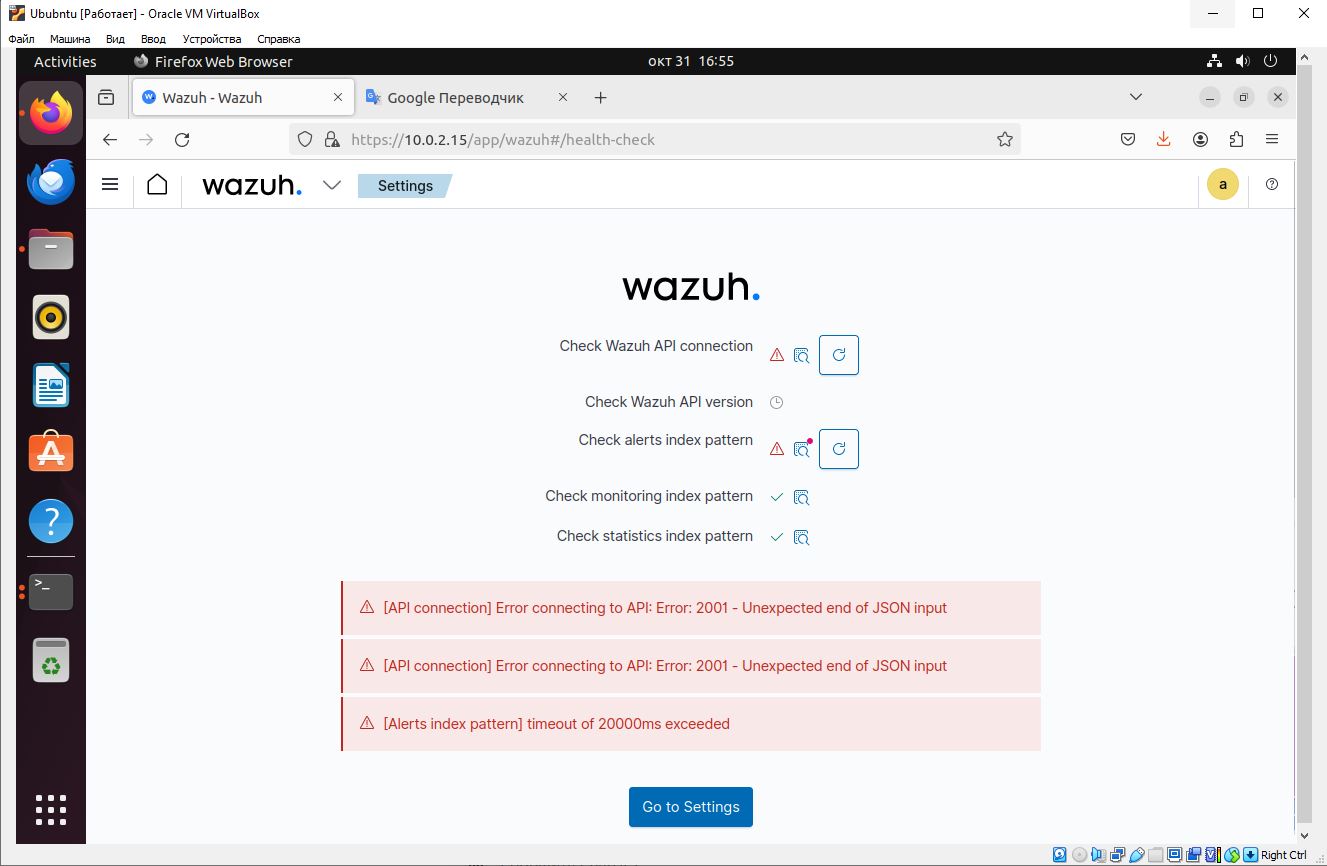 Ububntu [Работает] - Oracle VM VirtualBox
Файл Машина Вид Ввод Устройства Справка
Activities Firefox Web Browser окт 31 16:55
Wazuh - Wazuh Google Переводчик
https://10.0.2.15/app/wazuh#/health-check
wazuh. Settings a
wazuh.
Check Wazuh API connection
Check Wazuh API version
Check alerts index pattern
Check monitoring index pattern
Check statistics index pattern
[API connection] Error connecting to API: Error: 2001 - Unexpected end of JSON input
[API connection] Error connecting to API: Error: 2001 - Unexpected end of JSON input
[Alerts index pattern] timeout of 20000ms exceeded
Go to Settings
Right Ctrl